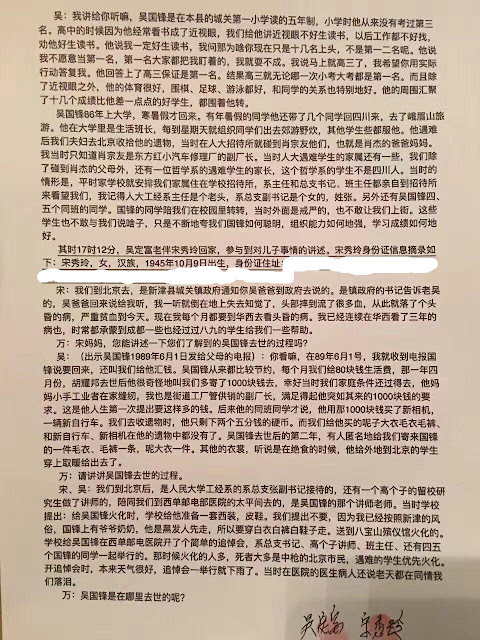 吴：我讲给你听嘛，吴国锋是在本县的城关第一小学读的五年制，小学时他从来没有考过第三
名。高中的时候因为他经常看书成了近视眼，我们给他讲近视眼不好生读书，以后工作都不好找，
劝他好生读书。他说我一定好生读书，我问那为啥你现在只是十几名上头，不是第一二名呢。他说
我不愿意当第一名，第一名大家都把我盯着的，我就耍不成。我说马上就高三了，我希望你用实
际行动答复我。他回答上了高三保证是第一名。结果高三就无论哪一次小考大考都是第一名。而且除
了近视眼之外，他的体育很好，围棋、足球、游泳都好，和同学的关系也特别地好。他的周围汇聚
了十几个成绩比他差一点点的好学生，都围着他转。
吴国锋86年上大学，寒暑假才回来，有年暑假的同学他还带了几个同学回四川来，去了峨眉山旅
游。他在大学里是生活班长，每到星期天就组织同学们出去郊游野炊，其他学生些都服他。他遇难
后我们夫妇去北京收拾他的遗物，当时在人大招待所就碰到肖宗友他们，也就是肖杰的爸爸妈妈。
我当时只知道肖宗友是东方红小汽车修理厂的副厂长。当时人大遇难学生的家属还有一些，我们除
了碰到肖杰的父母外，还有一位哲学系的遇难学生的家长，这个哲学系的学生不是四川人。当时的
情形是，平时家学校就安排我们家属住在学校招待所，系主任和总支书记、班主任都亲自到招待所
来看望我们，我记得人大工经系主任是个老头，系总支副书记是个女的，姓张。另外还有吴国锋四
、五个同班的同学。国锋的同学陪我们在校园里转转，当时外面是戒严的，也不敢让我们上街。这些
学生也不敢与我们说啥子，只是不断地夸我们国锋如何聪明，组织能力如何地强，学习成绩如何地
好。
其时17时12分，吴定富老伴宋秀玲回家，参与到对儿子事情的讲述。宋秀玲身份证信息摘录如
下：宋秀玲，女，汉族，1945年10月9日出生，身份证住址：
宋：我们到北京去，是新津县城关镇政府通知你吴爸爸到政府去说的。是镇政府的书记告诉老吴
的，吴爸爸回来说给我听，我一听就倒在地上失去知觉了，头部摔到流了很多血，从此就落了个头
昏的病，严重贫血到今天。现在我每个月都要到华西去看头昏的病。我已经连续在华西看了三年的
病也，时常都承蒙到成都一些也经过过八九的学生给我们一些帮助。
万：宋妈妈，您能讲述一下您们了解到的吴国锋去世的过程吗？
吴：（出示吴国锋1989年6月1日发给父母的电报）：你看嘛，在89年6月1号，我就收到电报国
锋说要回来，还叫我们给他汇钱。吴国锋从来都比较节约，每个月我们给80块钱生活费，那一年四
月份，胡耀邦去世后他很奇怪地叫我们多寄了1000块钱去，幸好当时我们家庭条件还过得去，他妈
妈小手工业者在家缝纫，我也是街道工厂管供销的副厂长，满足得起他突如其来的1000块钱的要
求。这是他人生第一次提出要这样多的钱。后来他的同班同学才说，他用那1000块钱买了新相机，
一辆新自行车。我们去收遗物时，他只剩下两个五分钱的硬币。而我们给他买的呢子大衣毛衣毛裤、
和新自行车、新相机在他的遗物中都没有了。吴国锋去世后的第二年，有人匿名地给我们寄来国锋
的一件毛衣、毛裤一条，呢大衣一件。其他的衣裳，听说是在绝食的时候，他给外地到北京的学生
穿上取暖给出去了。
万：请讲讲吴国锋去世的过程。
宋、吴：我们到北京后，是人民大学工经系的系总支张副书记接待的，还有一个高个子的留校研
究生做了讲师的，陪同我们到西单邮电部医院的太平间去的，是吴国锋的那个讲师老师。当时学校
提出：给吴国锋火化时，学校给他准备一套西装，皮鞋。我们提出不要，因为我已经按照新津的风
俗，国锋上有爷爷奶奶，他是黑发人先走，所以要穿白衣白裤白鞋子走。送到八宝山殡仪馆火化的。
学校给吴国锋在西单邮电医院开了个简单的追悼会，系总支书记、高个子讲师、班主任、还有四五
个国锋的同学一起举行的。那时候火化的人多，死者大多是中枪的北京市民，遇难的学生优先火化。
开追悼会时，本来天气很好，追悼会一举行就下雨了。当时在医院的医生病人还说老天都在同情我
们落泪。
万：吴国锋是在哪里去世的呢？
吴定富 宋秀玲